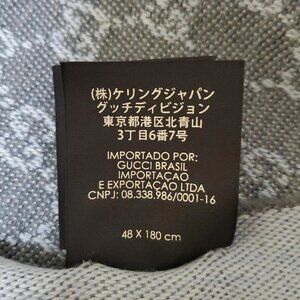 (株)ケリングジャパン
グッチディビジョン
東京都港区北青山
3丁目6番7号
IMPORTADO POR:
GUCCI BRASIL
IMPORTAÇAO
E EXPORTAÇAO LTDA
CNPJ: 08.338.986/0001-16
48 X 180 cm